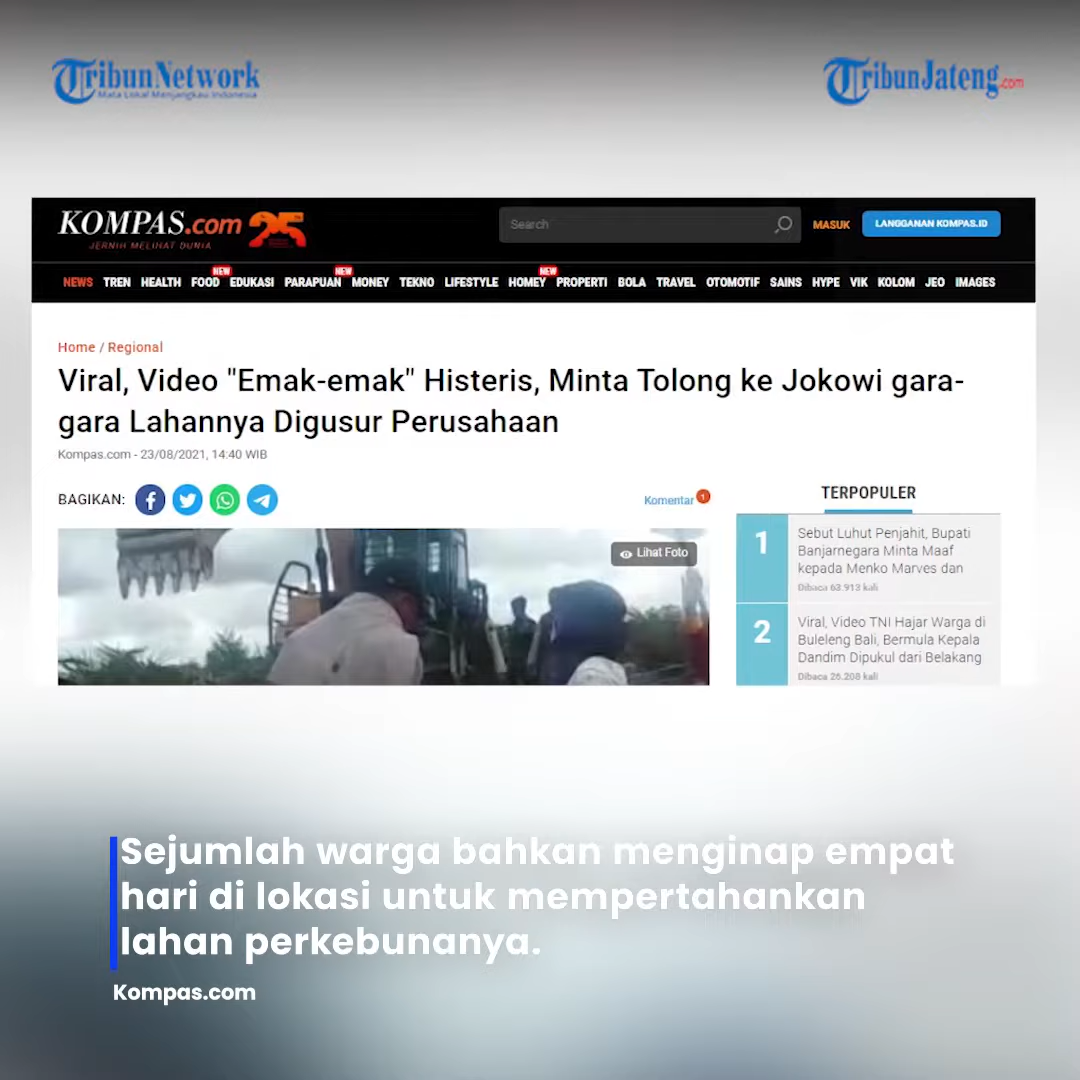 TribunNetwork
Mata Lokal Menjangkau Indonesia
TribunJateng.com
KOMPAS.com 25
JERNIH MELIHAT DUNIA
Search
MASUK
LANGGANAN KOMPAS.ID
NEW NEW NEW
NEWS TREN HEALTH FOOD EDUKASI PARAPUAN MONEY TEKNO LIFESTYLE HOMEY PROPERTI BOLA TRAVEL OTOMOTIF SAINS HYPE VIK KOLOM JEO IMAGES
Home / Regional
Viral, Video "Emak-emak" Histeris, Minta Tolong ke Jokowi gara-
gara Lahannya Digusur Perusahaan
Kompas.com - 23/08/2021, 14:40 WIB
BAGIKAN:
Komentar 1
Lihat Foto
TERPOPULER
1
Sebut Luhut Penjahit, Bupati
Banjarnegara Minta Maaf
kepada Menko Marves dan
Dibaca 63.913 kali
2
Viral, Video TNI Hajar Warga di
Buleleng Bali, Bermula Kepala
Dandim Dipukul dari Belakang
Dibaca 26.208 kali
Sejumlah warga bahkan menginap empat
hari di lokasi untuk mempertahankan
lahan perkebunanya.
Kompas.com